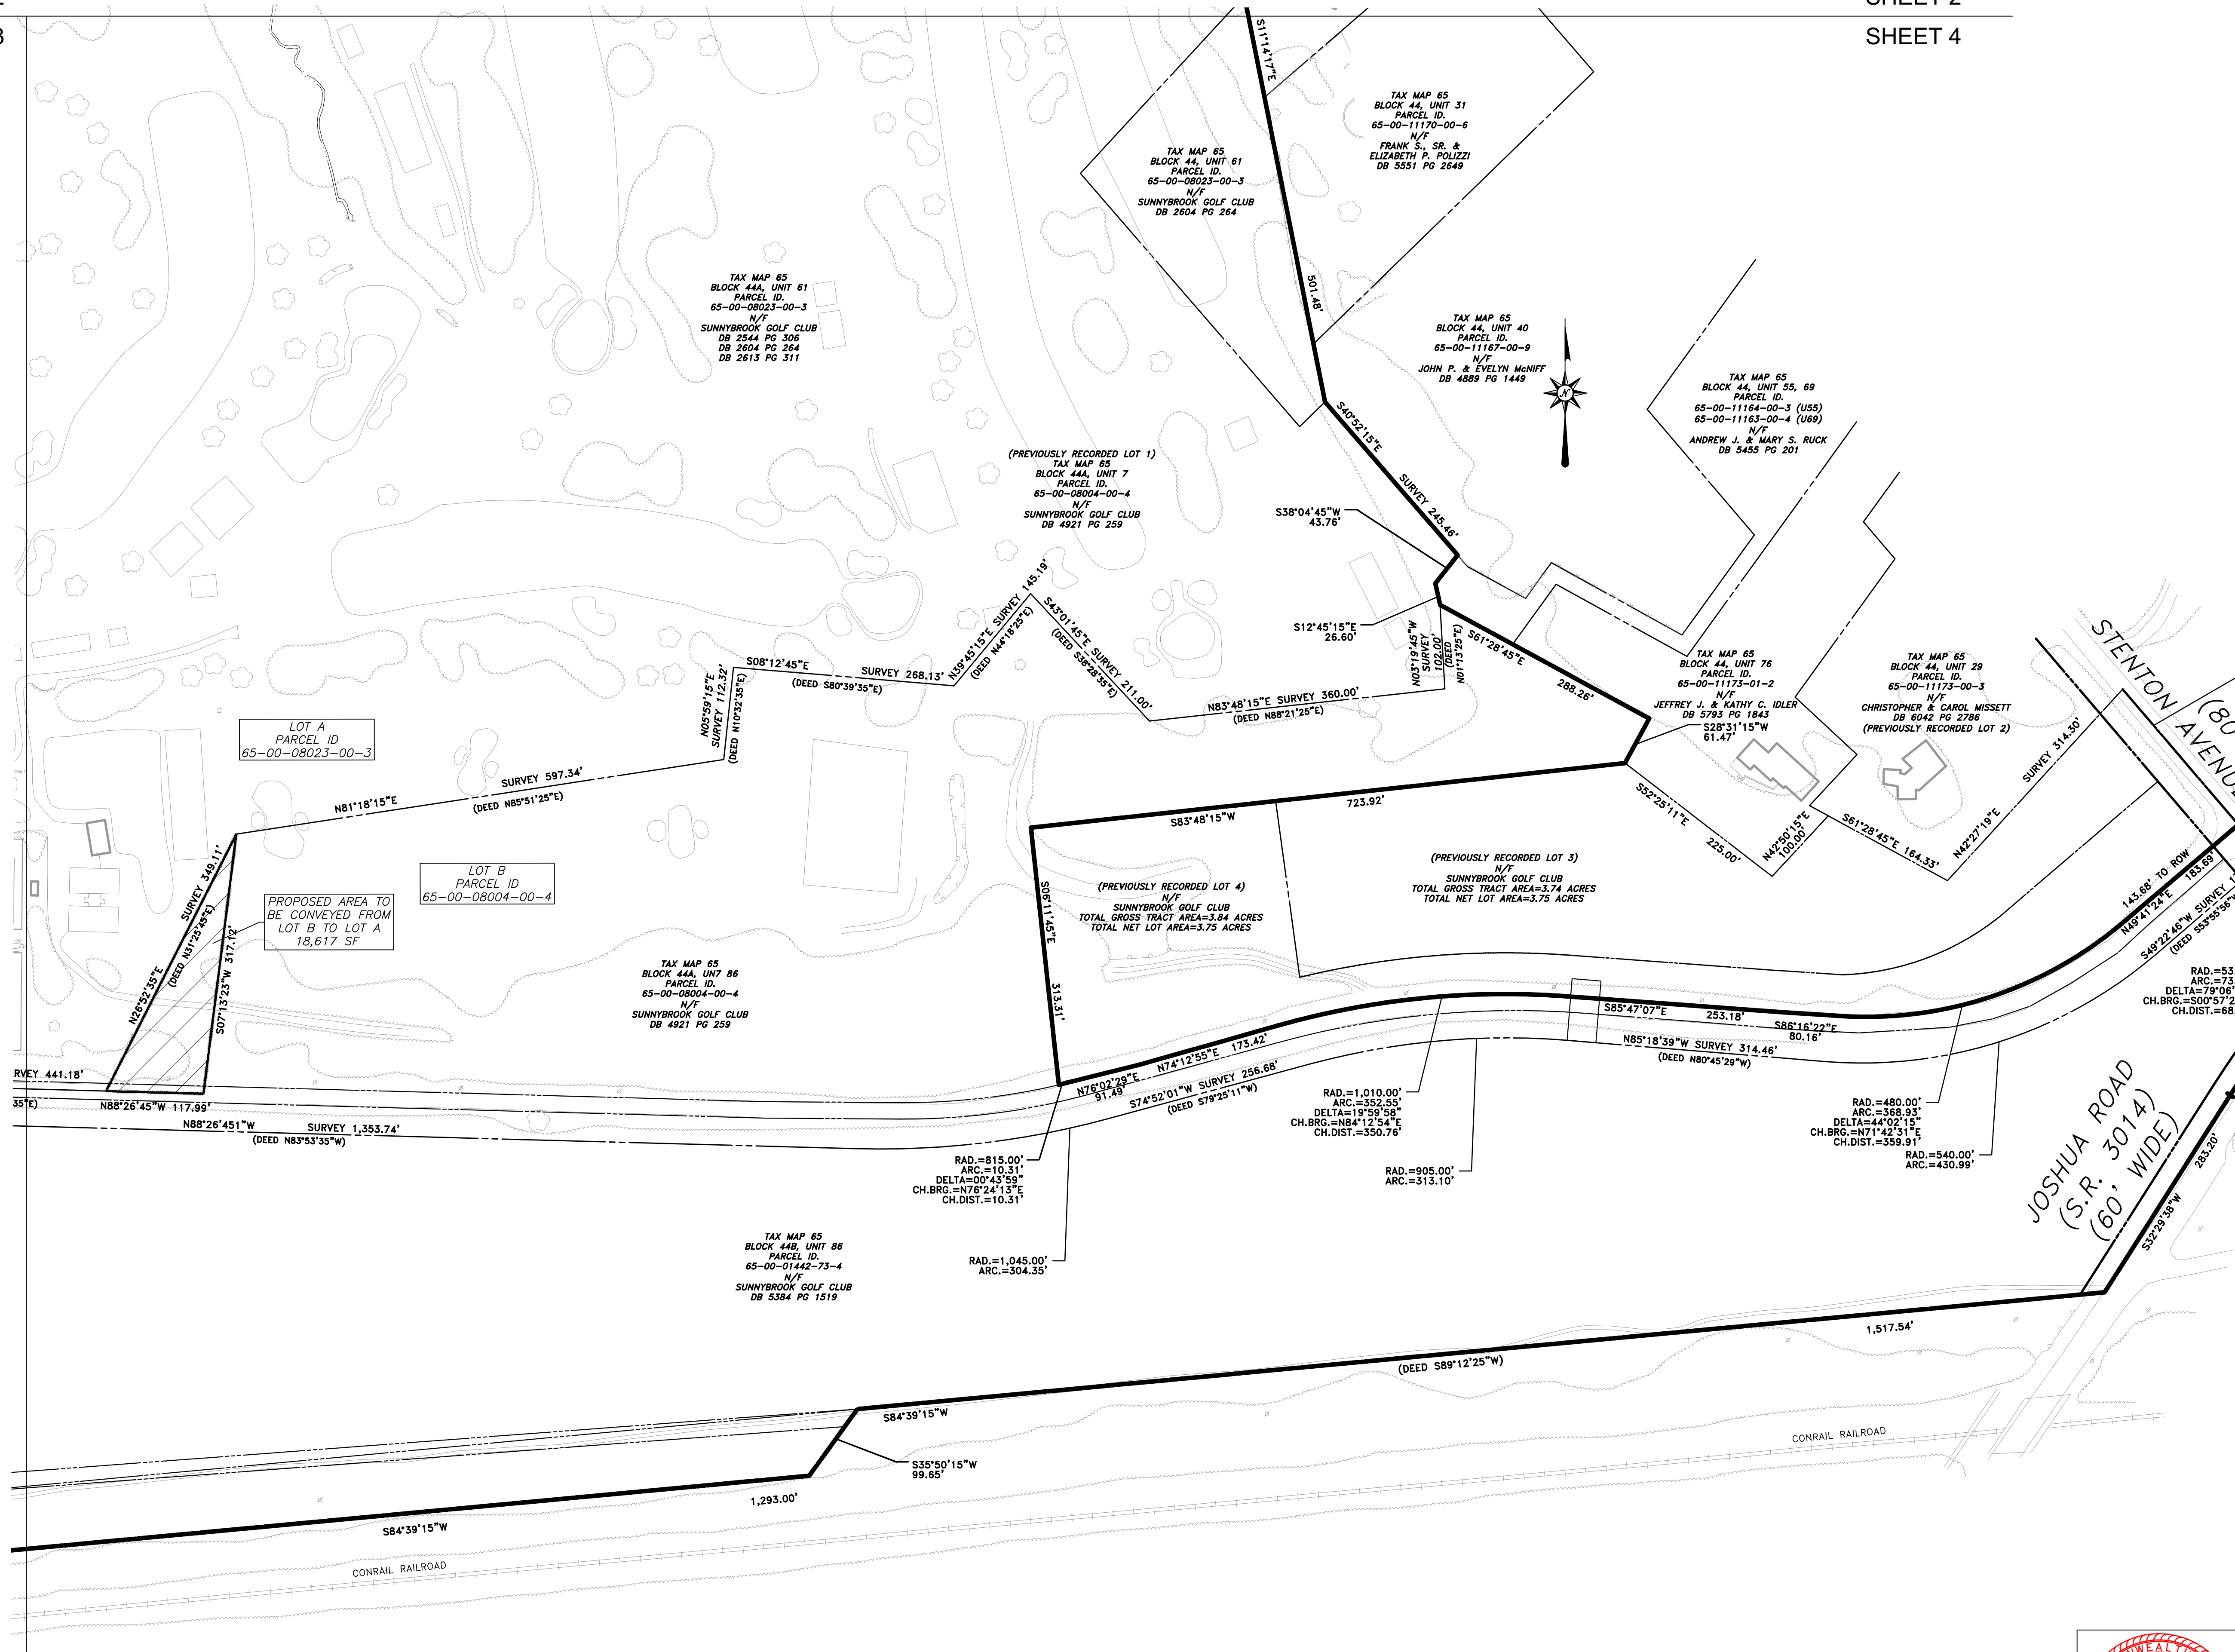 SHEET 4
S11°14'17"E
TAX MAP 65
BLOCK 44, UNIT 31
PARCEL ID.
65-00-11170-00-6
N/F
FRANK S., SR. &
ELIZABETH P. POLIZZI
DB 5551 PG 2649
TAX MAP 65
BLOCK 44, UNIT 61
PARCEL ID.
65-00-08023-00-3
N/F
SUNNYBROOK GOLF CLUB
DB 2604 PG 264
TAX MAP 65
BLOCK 44A, UNIT 61
PARCEL ID.
65-00-08023-00-3
N/F
SUNNYBROOK GOLF CLUB
DB 2544 PG 306
DB 2604 PG 264
DB 2613 PG 311
501.48'
TAX MAP 65
BLOCK 44, UNIT 40
PARCEL ID.
65-00-11167-00-9
N/F
JOHN P. & EVELYN McNIFF
DB 4889 PG 1449
N
TAX MAP 65
BLOCK 44, UNIT 55, 69
PARCEL ID.
65-00-11164-00-3 (U55)
65-00-11163-00-4 (U69)
N/F
ANDREW J. & MARY S. RUCK
DB 5455 PG 201
S40°52'15"E
SURVEY 245.46'
(PREVIOUSLY RECORDED LOT 1)
TAX MAP 65
BLOCK 44A, UNIT 7
PARCEL ID.
65-00-08004-00-4
N/F
SUNNYBROOK GOLF CLUB
DB 4921 PG 259
S38°04'45"W
43.76'
S12°45'15"E
26.60'
S61°28'45"E
288.26'
N03°19'45"W
SURVEY
102.00'
(DEED
N01°13'25"E)
N39°45'15"E SURVEY 145.19'
(DEED N44°18'25"E)
S43°01'45"E SURVEY 211.00'
(DEED S38°28'35"E)
N83°48'15"E SURVEY 360.00'
(DEED N88°21'25"E)
S08°12'45"E
SURVEY 268.13'
(DEED S80°39'35"E)
N05°59'15"E
SURVEY 112.32'
(DEED N10°32'35"E)
TAX MAP 65
BLOCK 44, UNIT 76
PARCEL ID.
65-00-11173-01-2
N/F
JEFFREY J. & KATHY C. IDLER
DB 5793 PG 1843
S28°31'15"W
61.47'
TAX MAP 65
BLOCK 44, UNIT 29
PARCEL ID.
65-00-11173-00-3
N/F
CHRISTOPHER & CAROL MISSETT
DB 6042 PG 2786
(PREVIOUSLY RECORDED LOT 2)
STENTON AVENUE
(80
LOT A
PARCEL ID
65-00-08023-00-3
N81°18'15"E
SURVEY 597.34'
(DEED N85°51'25"E)
S83°48'15"W
723.92'
S52°25'11"E
225.00'
N42°50'15"E
100.00'
S61°28'45"E 164.33'
N42°27'19"E
SURVEY 314.30'
LOT B
PARCEL ID
65-00-08004-00-4
PROPOSED AREA TO
BE CONVEYED FROM
LOT B TO LOT A
18,617 SF
N26°52'35"E
SURVEY 349.11'
(DEED N31°25'45"E)
S07°13'23"W 317.12'
(PREVIOUSLY RECORDED LOT 4)
N/F
SUNNYBROOK GOLF CLUB
TOTAL GROSS TRACT AREA=3.84 ACRES
TOTAL NET LOT AREA=3.75 ACRES
(PREVIOUSLY RECORDED LOT 3)
N/F
SUNNYBROOK GOLF CLUB
TOTAL GROSS TRACT AREA=3.74 ACRES
TOTAL NET LOT AREA=3.75 ACRES
S06°11'45"E
313.31'
TAX MAP 65
BLOCK 44A, UN7 86
PARCEL ID.
65-00-08004-00-4
N/F
SUNNYBROOK GOLF CLUB
DB 4921 PG 259
143.68' TO ROW
N49°41'24"E 183.69'
S49°22'46"W SURVEY
(DEED S53°55'56"W
RAD.=53.
ARC.=73.
DELTA=79°06'
CH.BRG.=S00°57'2
CH.DIST.=68.
S85°47'07"E 253.18'
S86°16'22"E
80.16'
N85°18'39"W SURVEY 314.46'
(DEED N80°45'29"W)
RVEY 441.18'
35"E)
N88°26'45"W 117.99'
N88°26'451"W SURVEY 1,353.74'
(DEED N83°53'35"W)
N76°02'29"E
91.49'
N74°12'55"E 173.42'
S74°52'01"W SURVEY 256.68'
(DEED S79°25'11"W)
RAD.=1,010.00'
ARC.=352.55'
DELTA=19°59'58"
CH.BRG.=N84°12'54"E
CH.DIST.=350.76'
RAD.=480.00'
ARC.=368.93'
DELTA=44°02'15"
CH.BRG.=N71°42'31"E
CH.DIST.=359.91'
RAD.=540.00'
ARC.=430.99'
RAD.=815.00'
ARC.=10.31'
DELTA=00°43'59"
CH.BRG.=N76°24'13"E
CH.DIST.=10.31'
RAD.=905.00'
ARC.=313.10'
RAD.=1,045.00'
ARC.=304.35'
JOSHUA ROAD
(S.R. 3014)
(60' WIDE)
S32°29'38"W
283.20'
TAX MAP 65
BLOCK 44B, UNIT 86
PARCEL ID.
65-00-01442-73-4
N/F
SUNNYBROOK GOLF CLUB
DB 5384 PG 1519
1,517.54'
(DEED S89°12'25"W)
S84°39'15"W
S35°50'15"W
99.65'
CONRAIL RAILROAD
1,293.00'
S84°39'15"W
CONRAIL RAILROAD